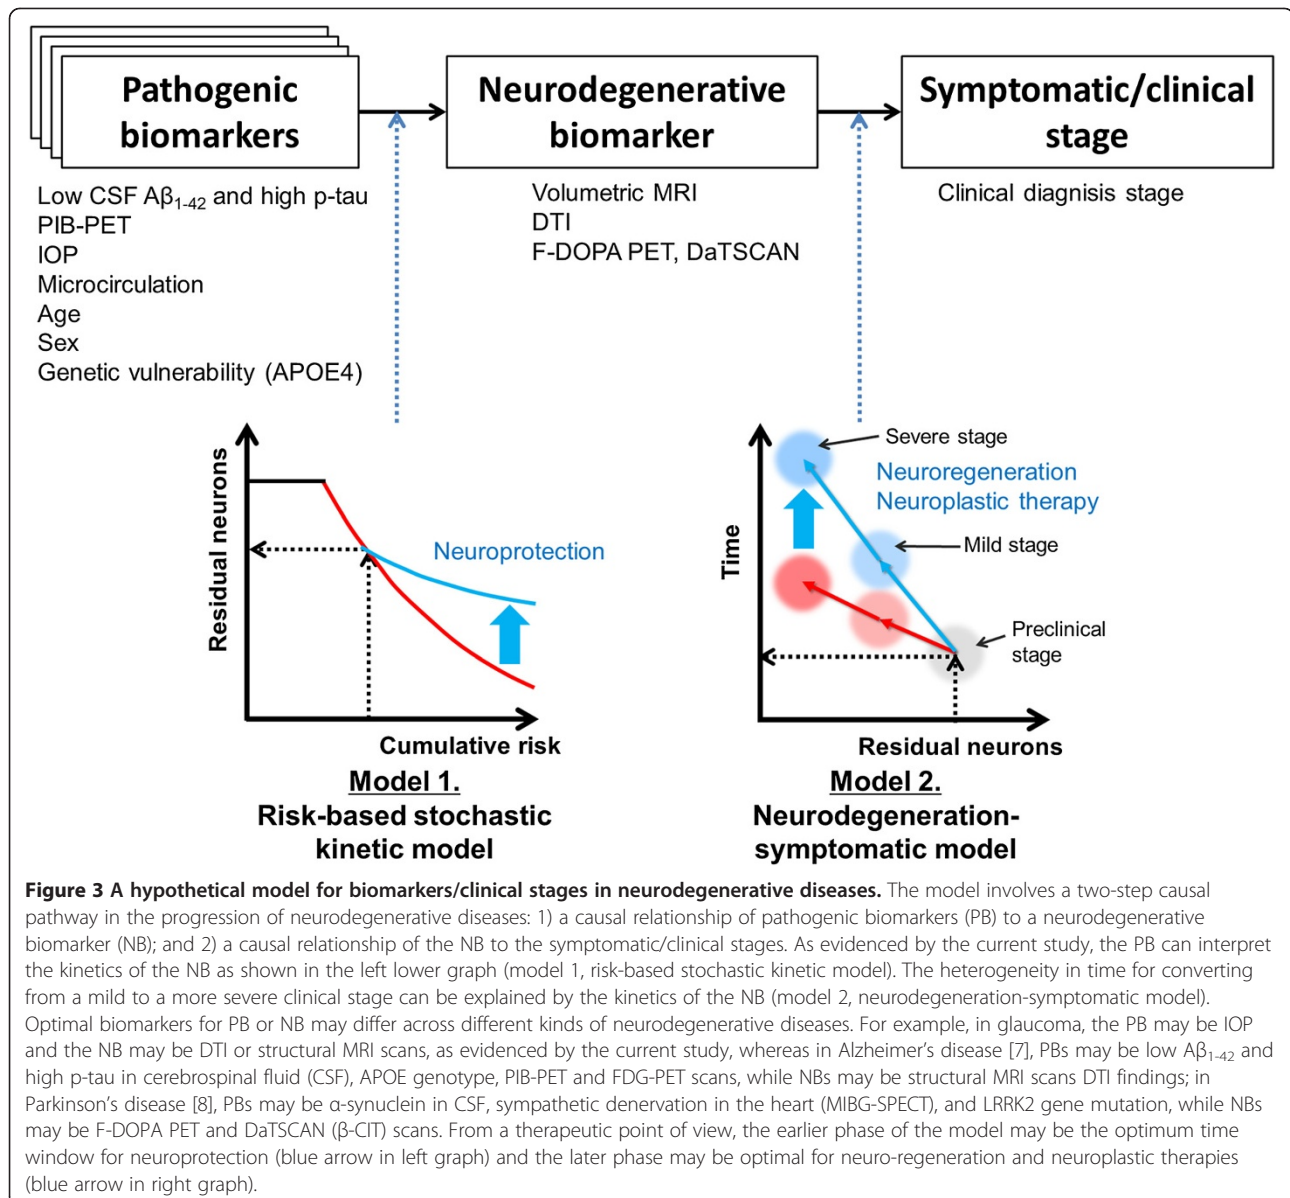 Pathogenic
biomarkers
Neurodegenerative
biomarker
Symptomatic/clinical
stage
Low CSF Aβ1-42 and high p-tau
PIB-PET
IOP
Microcirculation
Age
Sex
Genetic vulnerability (APOE4)
Volumetric MRI
DTI
F-DOPA PET, DaTSCAN
Clinical diagnisis stage
Residual neurons
Neuroprotection
Cumulative risk
Model 1.
Risk-based stochastic
kinetic model
Time
Severe stage
Neuroregeneration
Neuroplastic therapy
Mild stage
Preclinical
stage
Residual neurons
Model 2.
Neurodegeneration-
symptomatic model
Figure 3 A hypothetical model for biomarkers/clinical stages in neurodegenerative diseases. The model involves a two-step causal
pathway in the progression of neurodegenerative diseases: 1) a causal relationship of pathogenic biomarkers (PB) to a neurodegenerative
biomarker (NB); and 2) a causal relationship of the NB to the symptomatic/clinical stages. As evidenced by the current study, the PB can interpret
the kinetics of the NB as shown in the left lower graph (model 1, risk-based stochastic kinetic model). The heterogeneity in time for converting
from a mild to a more severe clinical stage can be explained by the kinetics of the NB (model 2, neurodegeneration-symptomatic model).
Optimal biomarkers for PB or NB may differ across different kinds of neurodegenerative diseases. For example, in glaucoma, the PB may be IOP
and the NB may be DTI or structural MRI scans, as evidenced by the current study, whereas in Alzheimer's disease [7], PBs may be low Aβ1-42 and
high p-tau in cerebrospinal fluid (CSF), APOE genotype, PIB-PET and FDG-PET scans, while NBs may be structural MRI scans DTI findings; in
Parkinson's disease [8], PBs may be α-synuclein in CSF, sympathetic denervation in the heart (MIBG-SPECT), and LRRK2 gene mutation, while NBs
may be F-DOPA PET and DaTSCAN (β-CIT) scans. From a therapeutic point of view, the earlier phase of the model may be the optimum time
window for neuroprotection (blue arrow in left graph) and the later phase may be optimal for neuro-regeneration and neuroplastic therapies
(blue arrow in right graph).